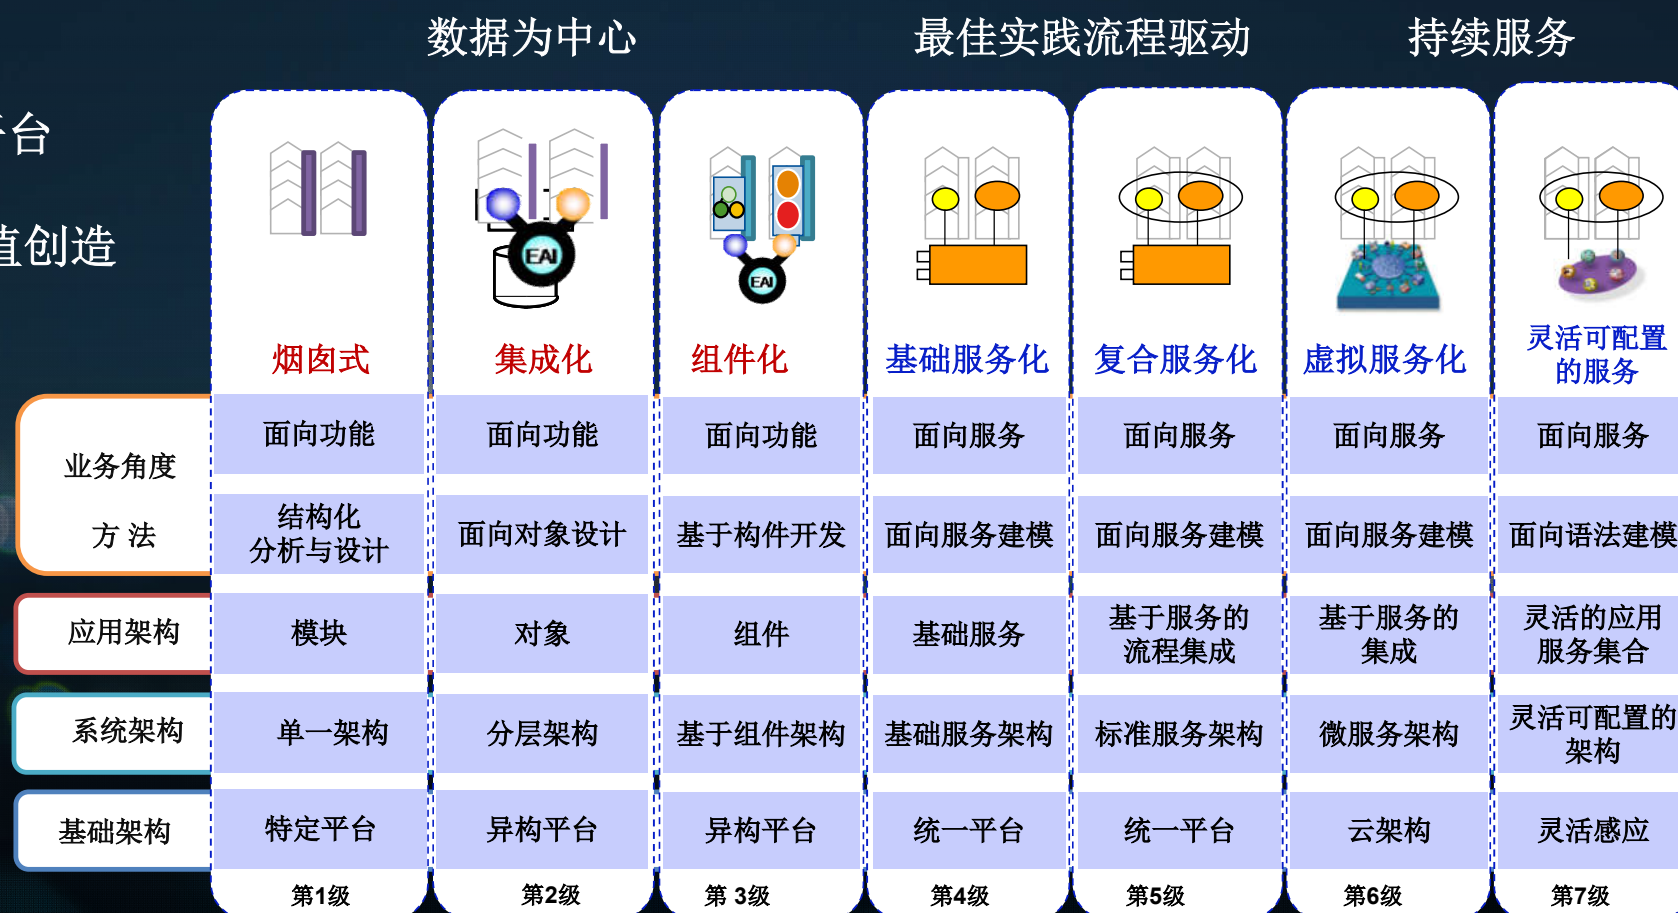 数据为中心 最佳实践流程驱动 持续服务
台
值创造
EAI
EAI
烟囱式 集成化 组件化 基础服务化 复合服务化 虚拟服务化 灵活可配置
的服务
业务角度 面向功能 面向功能 面向功能 面向服务 面向服务 面向服务 面向服务
方 法 结构化
分析与设计 面向对象设计 基于构件开发 面向服务建模 面向服务建模 面向服务建模 面向语法建模
应用架构 模块 对象 组件 基础服务 基于服务的
流程集成 基于服务的
集成 灵活的应用
服务集合
系统架构 单一架构 分层架构 基于组件架构 基础服务架构 标准服务架构 微服务架构 灵活可配置的
架构
基础架构 特定平台 异构平台 异构平台 统一平台 统一平台 云架构 灵活感应
第1级 第2级 第 3级 第4级 第5级 第6级 第7级